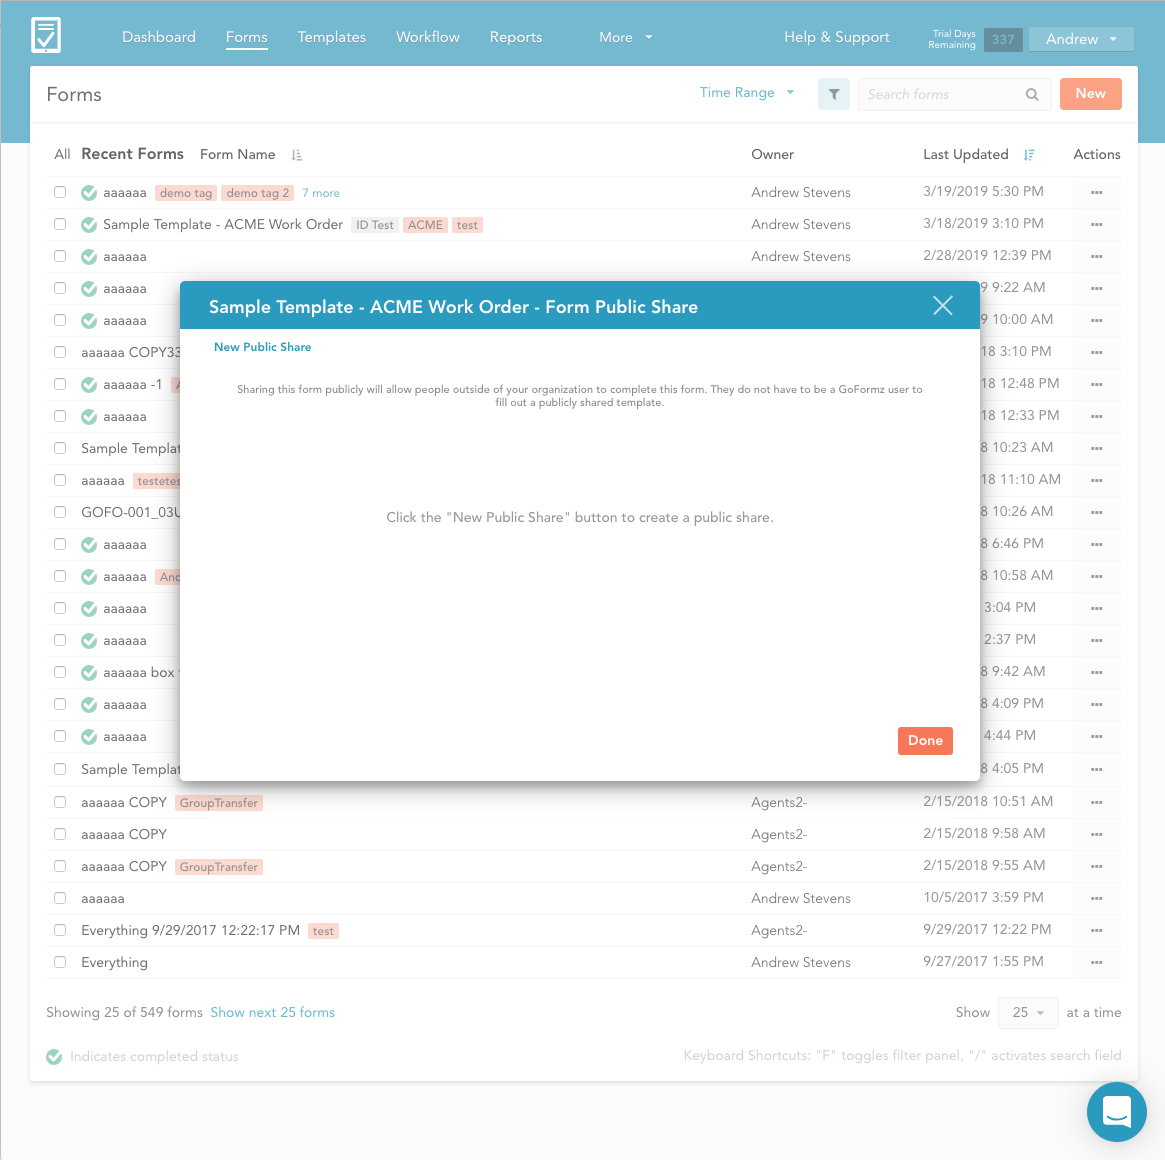 Dashboard Forms Templates Workflow Reports More Help & Support Trial Days Remaining 337 Andrew
Forms Time Range Search forms New
All Recent Forms Form Name Owner Last Updated Actions
aaaaaa demo tag demo tag 2 7 more Andrew Stevens 3/19/2019 5:30 PM
Sample Template - ACME Work Order ID Test ACME test Andrew Stevens 3/18/2019 3:10 PM
aaaaaa Andrew Stevens 2/28/2019 12:39 PM
aaaaaa 9 9:22 AM
Sample Template - ACME Work Order - Form Public Share
aaaaaa 9 10:00 AM
New Public Share
aaaaaa COPY33 18 3:10 PM
aaaaaa -1 18 12:48 PM
Sharing this form publicly will allow people outside of your organization to complete this form. They do not have to be a GoFormz user to
fill out a publicly shared template.
aaaaaa 18 12:33 PM
Sample Templat 8 10:23 AM
aaaaaa testetes 18 11:10 AM
GOFO-001_03U 8 10:26 AM
Click the "New Public Share" button to create a public share.
aaaaaa 8 6:46 PM
aaaaaa And 8 10:58 AM
aaaaaa 3:04 PM
aaaaaa 2:37 PM
aaaaaa box 8 9:42 AM
aaaaaa 8 4:09 PM
aaaaaa 4:44 PM
Done
Sample Templat 8 4:05 PM
aaaaaa COPY GroupTransfer Agents2- 2/15/2018 10:51 AM
aaaaaa COPY Agents2- 2/15/2018 9:58 AM
aaaaaa COPY GroupTransfer Agents2- 2/15/2018 9:55 AM
aaaaaa Andrew Stevens 10/5/2017 3:59 PM
Everything 9/29/2017 12:22:17 PM test Agents2- 9/29/2017 12:22 PM
Everything Andrew Stevens 9/27/2017 1:55 PM
Showing 25 of 549 forms Show next 25 forms Show 25 at a time
Indicates completed status Keyboard Shortcuts: "F" toggles filter panel, "/" activates search field